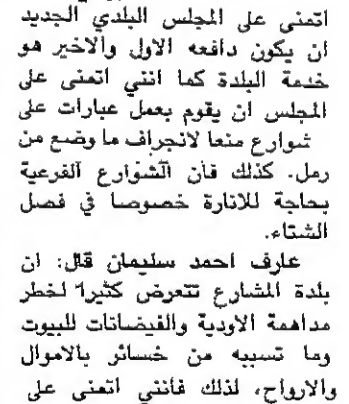 اتمنى على المجلس البلدي الجديد
ان يكون دافعه الاول والاخير هو
خدمة البلدة كما انني اتمنى على
المجلس ان يقوم بعمل عبارات على
شوارع منعا لانجراف ما وضع من
رمل. كذلك فأن الشوارع الفرعية
بحاجة للانارة خصوصا في فصل
الشتاء.
عارف احمد سليمان قال: ان
بلدة المشارع تتعرض كثيرا لخطر
مداهمة الاودية والفيضانات للبيوت
وما تسببه من خسائر بالاموال
والارواح، لذلك فأنني اتمنى على